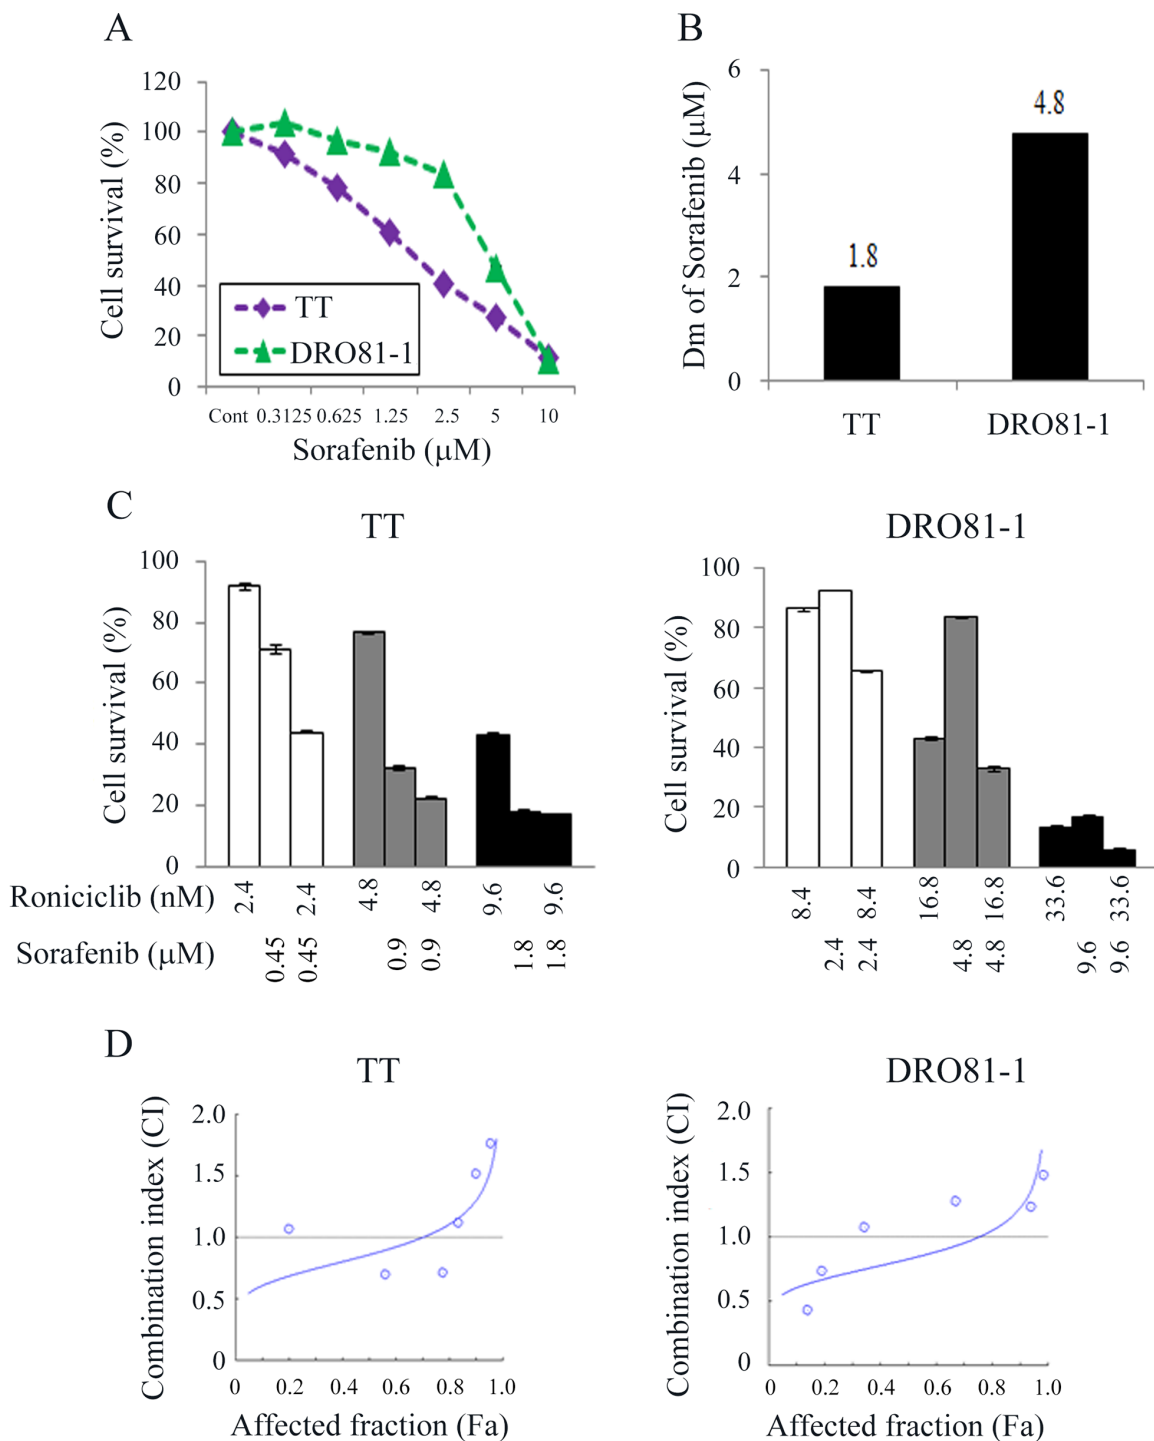 A
120
100
80
60
40
20
0
Cell survival (%)
TT
DRO81-1
Cont 0.3125 0.625 1.25 2.5 5 10
Sorafenib (μM)
B
6
4
2
0
Dm of Sorafenib (μM)
1.8
4.8
TT DRO81-1
C
TT
100
80
60
40
20
0
Cell survival (%)
Roniciclib (nM) 2.4 2.4 4.8 4.8 9.6 9.6
Sorafenib (μM) 0.45 0.45 0.9 0.9 1.8 1.8
DRO81-1
100
80
60
40
20
0
Cell survival (%)
8.4 8.4 16.8 16.8 33.6 33.6
2.4 2.4 4.8 4.8 9.6 9.6
D
TT
2.0
1.5
1.0
0.5
0
Combination index (CI)
0 0.2 0.4 0.6 0.8 1.0
Affected fraction (Fa)
DRO81-1
2.0
1.5
1.0
0.5
0
Combination index (CI)
0 0.2 0.4 0.6 0.8 1.0
Affected fraction (Fa)